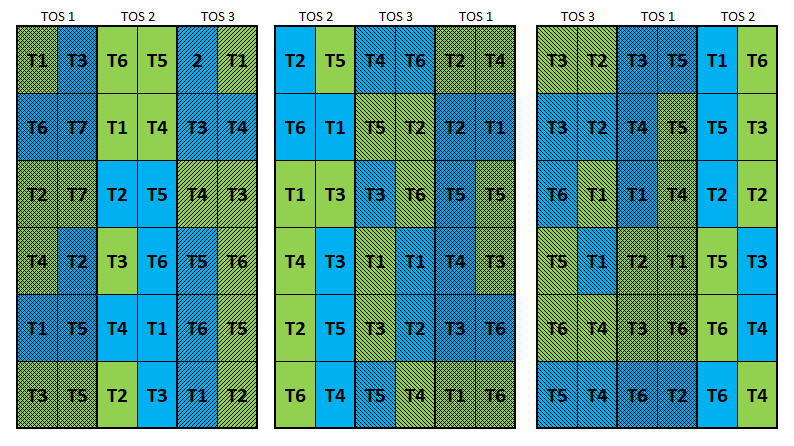 TOS 1 TOS 2 TOS 3 TOS 2 TOS 3 TOS 1 TOS 3 TOS 1 TOS 2
T1 T3 T6 T5 2 T1 T2 T5 T4 T6 T2 T4 T3 T2 T3 T5 T1 T6
T6 T7 T1 T4 T3 T4 T6 T1 T5 T2 T2 T1 T3 T2 T4 T5 T5 T3
T2 T7 T2 T5 T4 T3 T1 T3 T3 T6 T5 T5 T6 T1 T1 T4 T2 T2
T4 T2 T3 T6 T5 T6 T4 T3 T1 T1 T4 T3 T5 T1 T2 T1 T5 T3
T1 T5 T4 T1 T6 T5 T2 T5 T3 T2 T3 T6 T6 T4 T3 T6 T6 T4
T3 T5 T2 T3 T1 T2 T6 T4 T5 T4 T1 T6 T5 T4 T6 T2 T6 T4